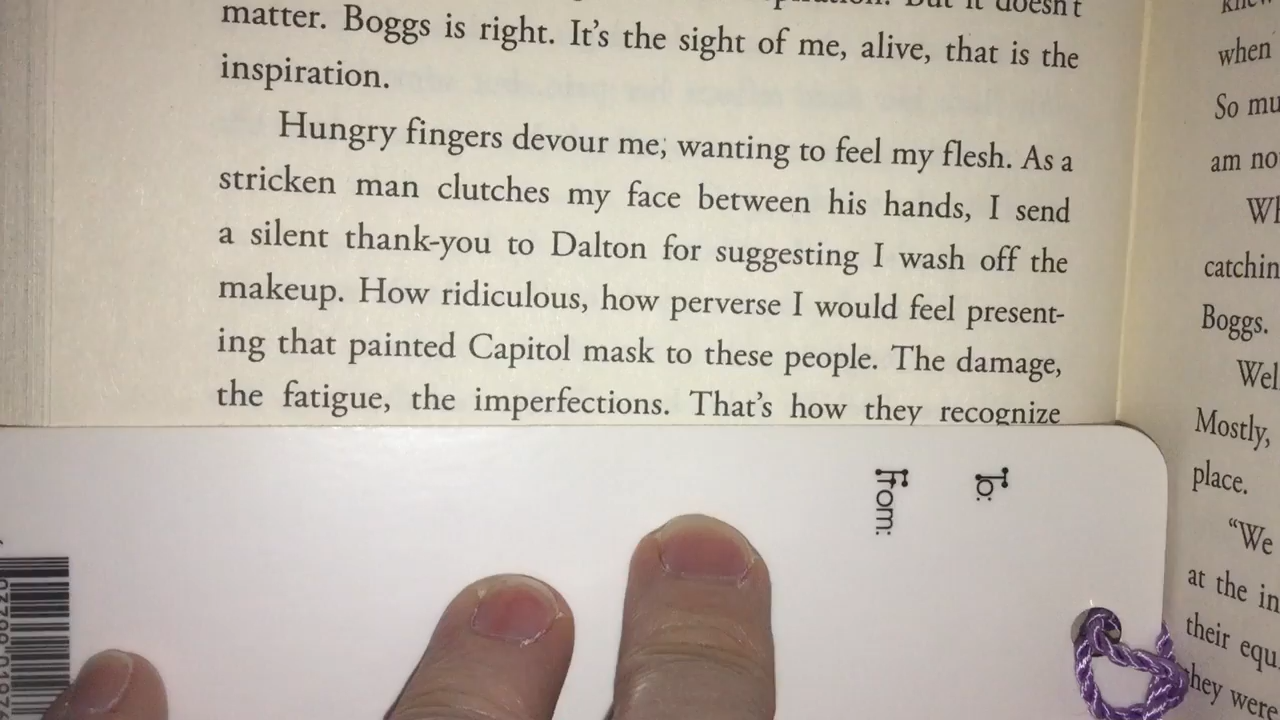 But it doesn't
matter. Boggs is right. It's the sight of me, alive, that is the
inspiration.
Hungry fingers devour me, wanting to feel my flesh. As a
stricken man clutches my face between his hands, I send
a silent thank-you to Dalton for suggesting I wash off the
makeup. How ridiculous, how perverse I would feel present-
ing that painted Capitol mask to these people. The damage,
the fatigue, the imperfections. That's how they recognize
To:
From:
when
So
am
catchin
Boggs.
Wel
Mostly,
place.
"We
at the in
their equ
they were